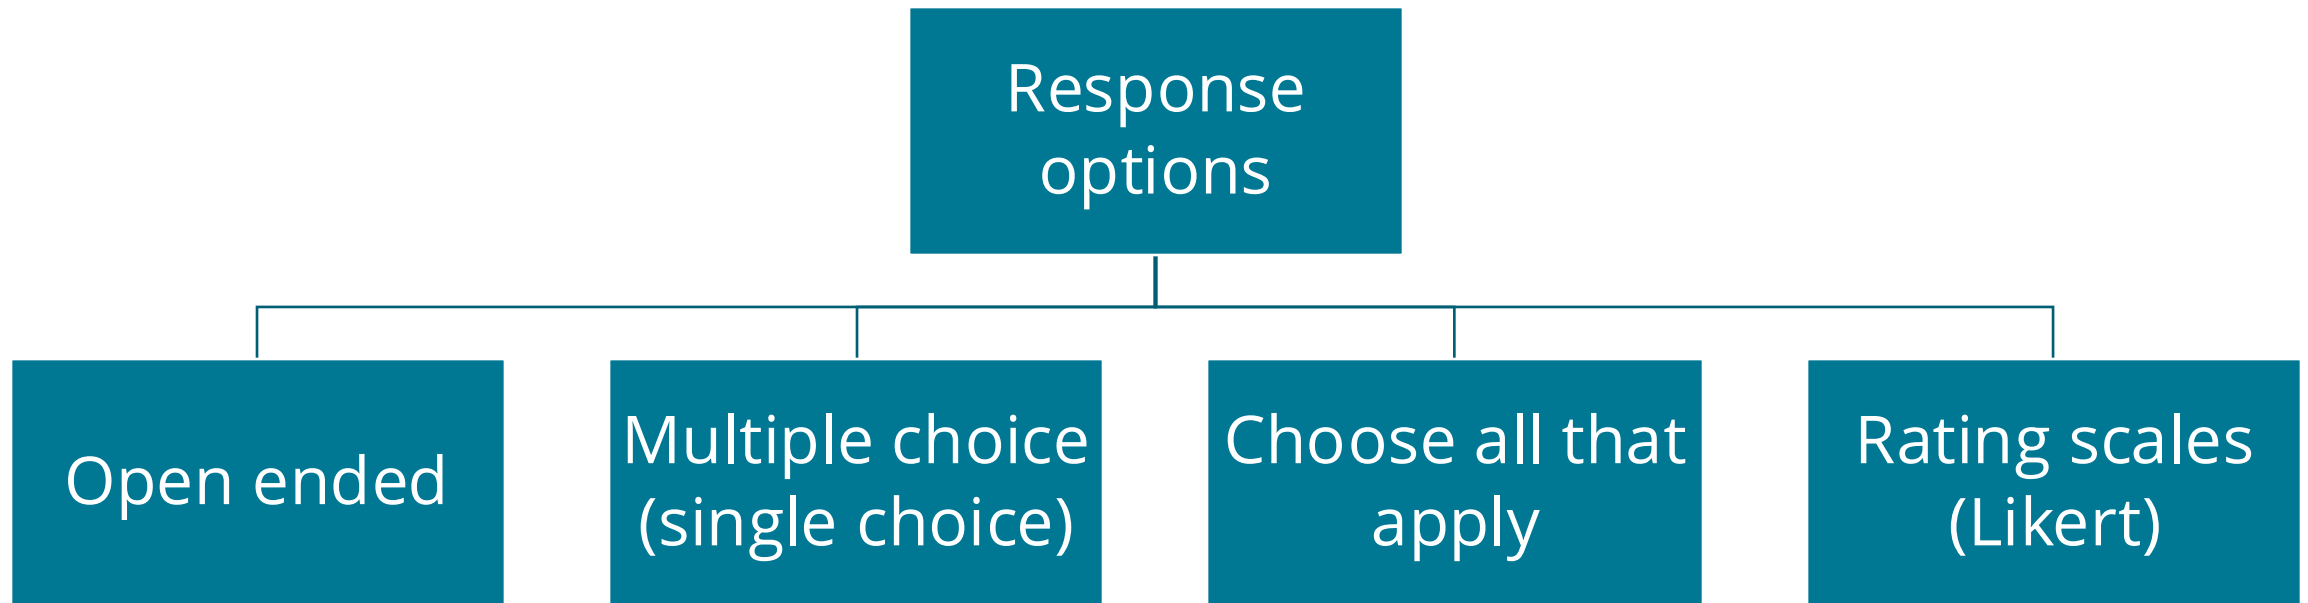 Response
options
Open ended
Multiple choice
(single choice)
Choose all that
apply
Rating scales
(Likert)